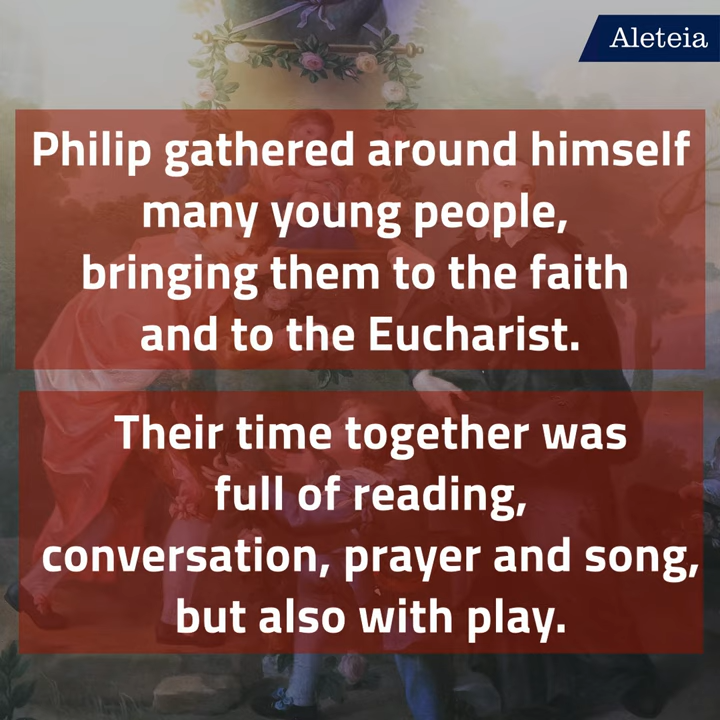 Aleteia
Philip gathered around himself
many young people,
bringing them to the faith
and to the Eucharist.
Their time together was
full of reading,
conversation, prayer and song,
but also with play.